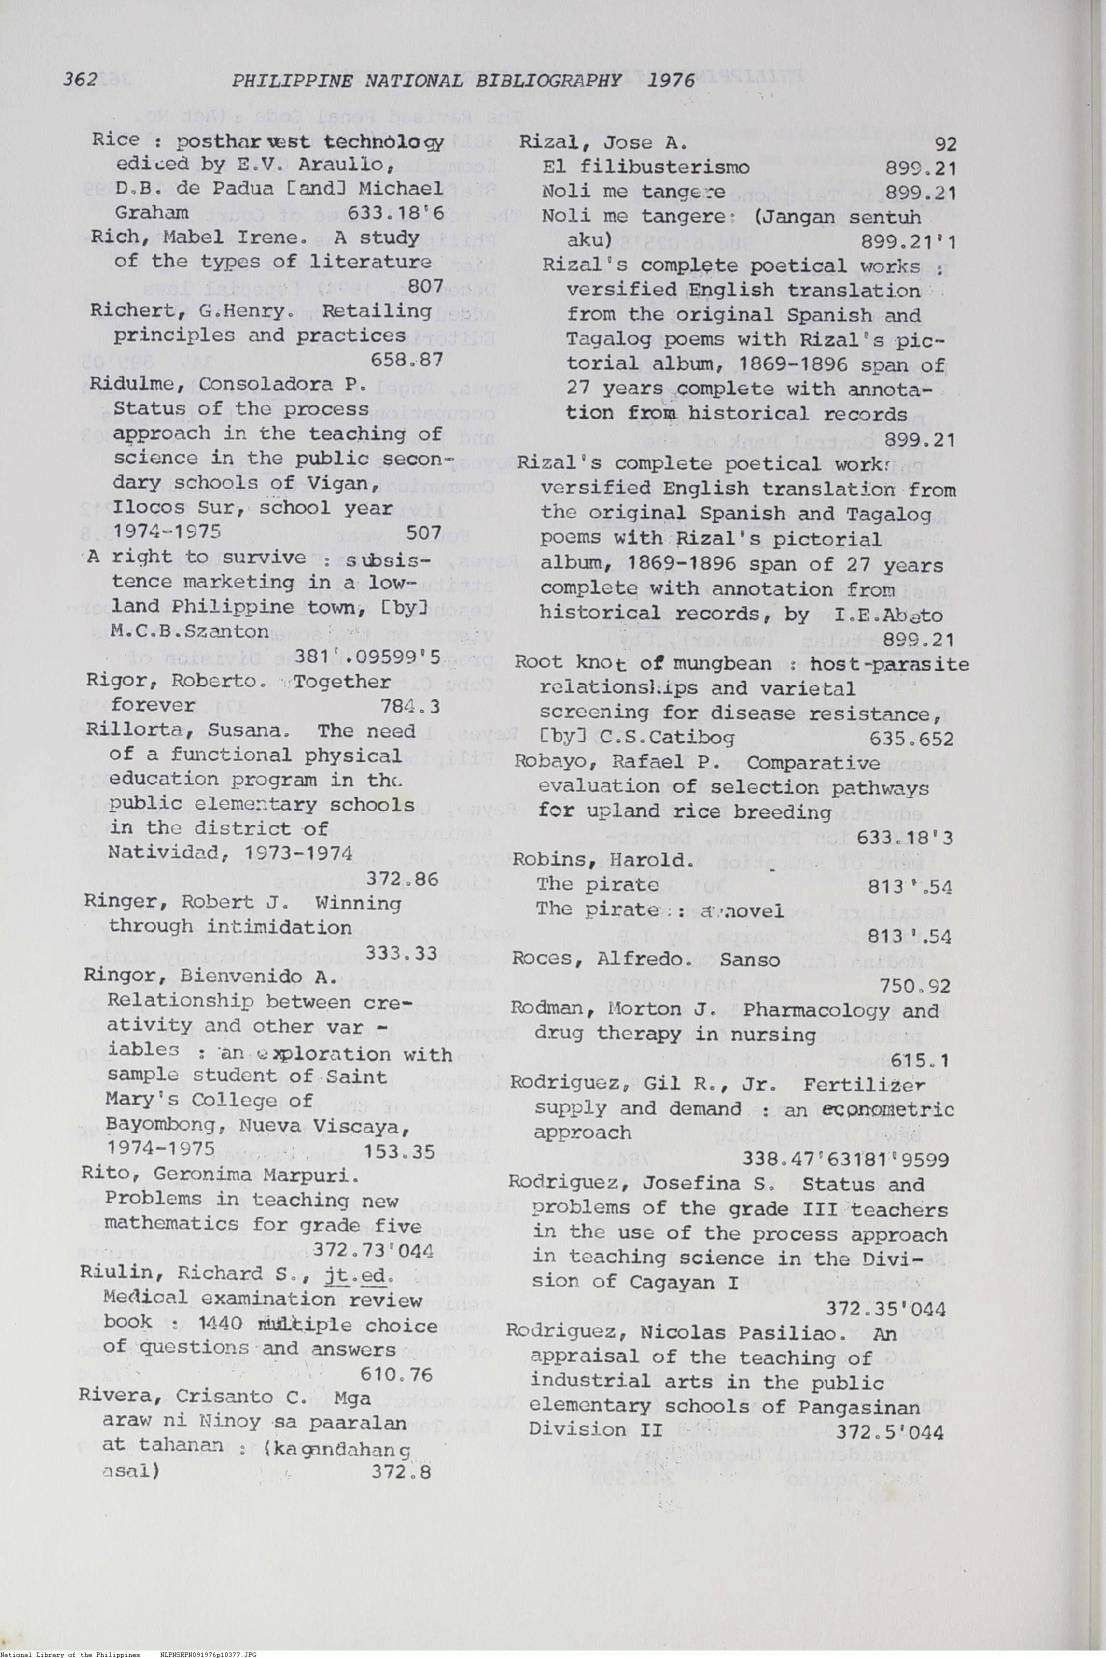 362 PHILIPPINE NATIONAL BIBLIOGRAPHY 1976
Rice : postharvest technology
edited by E.V. Araullo,
D.B. de Padua [and] Michael
Graham 633.18'6
Rich, Mabel Irene. A study
of the types of literature
807
Richert, G.Henry. Retailing
principles and practices
658.87
Ridulme, Consoladora P.
Status of the process
approach in the teaching of
science in the public secon-
dary schools of Vigan,
Ilocos Sur, school year
1974-1975 507
A right to survive : subsis-
tence marketing in a low-
land Philippine town, [by]
M.C.B.Szanton
381'.09599'5
Rigor, Roberto. Together
forever 784.3
Rillorta, Susana. The need
of a functional physical
education program in the
public elementary schools
in the district of
Natividad, 1973-1974
372.86
Ringer, Robert J. Winning
through intimidation
333.33
Ringor, Bienvenido A.
Relationship between cre-
ativity and other var -
iables : an exploration with
sample student of Saint
Mary's College of
Bayombong, Nueva Viscaya,
1974-1975 153.35
Rito, Geronima Marpuri.
Problems in teaching new
mathematics for grade five
372.73'044
Riulin, Richard S., jt.ed.
Medical examination review
book : 1440 multiple choice
of questions and answers
610.76
Rivera, Crisanto C. Mga
araw ni Ninoy sa paaralan
at tahanan : (kagandahang
asal) 372.8
Rizal, Jose A. 92
El filibusterismo 899.21
Noli me tangere 899.21
Noli me tangere: (Jangan sentuh
aku) 899.21'1
Rizal's complete poetical works :
versified English translation
from the original Spanish and
Tagalog poems with Rizal's pic-
torial album, 1869-1896 span of
27 years complete with annota-
tion from historical records
899.21
Rizal's complete poetical works
versified English translation from
the original Spanish and Tagalog
poems with Rizal's pictorial
album, 1869-1896 span of 27 years
complete with annotation from
historical records, by I.E.Abeto
899.21
Root knot of mungbean : host-parasite
relationships and varietal
screening for disease resistance,
[by] C.S.Catibog 635.652
Robayo, Rafael P. Comparative
evaluation of selection pathways
for upland rice breeding
633.18'3
Robins, Harold.
The pirate 813'.54
The pirate : a novel
813'.54
Roces, Alfredo. Sanso
750.92
Rodman, Morton J. Pharmacology and
drug therapy in nursing
615.1
Rodriguez, Gil R., Jr. Fertilizer
supply and demand : an econometric
approach
338.47'63181'9599
Rodriguez, Josefina S. Status and
problems of the grade III teachers
in the use of the process approach
in teaching science in the Divi-
sion of Cagayan I
372.35'044
Rodriguez, Nicolas Pasiliao. An
appraisal of the teaching of
industrial arts in the public
elementary schools of Pangasinan
Division II 372.5'044
National Library of the Philippines NLPNSRPN091976p10377.JPG